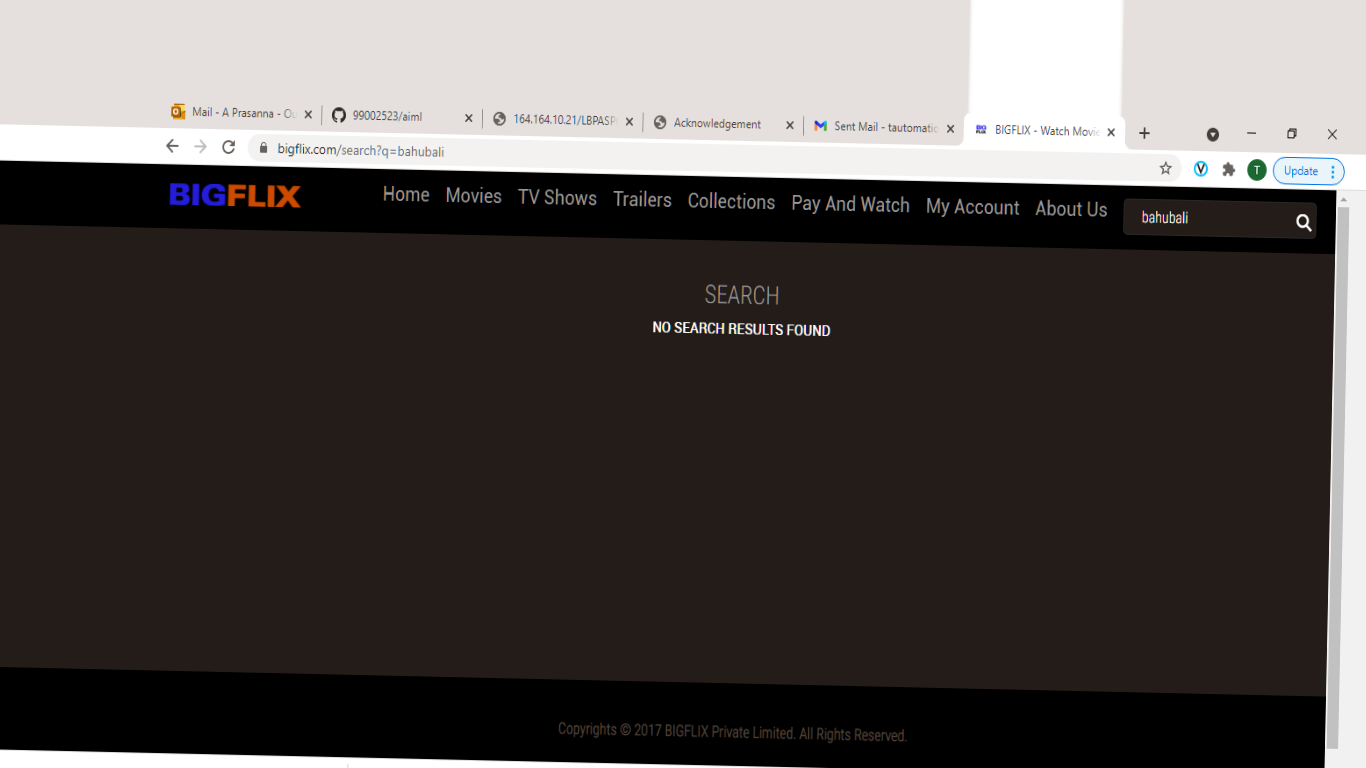 Mail - A Prasanna - Ou
99002523/aiml
164.164.10.21/LBPASP
Acknowledgement
Sent Mail - tautomatic
BIGFLIX - Watch Movie
bigflix.com/search?q=bahubali
T
Update
BIGFLIX
Home
Movies
TV Shows
Trailers
Collections
Pay And Watch
My Account
About Us
bahubali
SEARCH
NO SEARCH RESULTS FOUND
Copyrights © 2017 BIGFLIX Private Limited. All Rights Reserved.